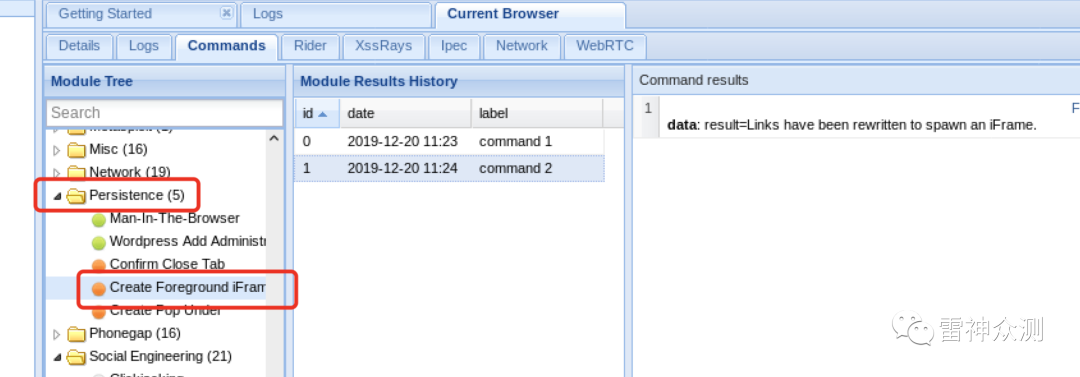 Getting Started
Logs
Current Browser
Details
Logs
Commands
Rider
XssRays
Ipec
Network
WebRTC
Module Tree
Search
Metasploit (1)
Misc (16)
Network (19)
Persistence (5)
Man-In-The-Browser
Wordpress Add Administr
Confirm Close Tab
Create Foreground iFram
Create Pop Under
Phonegap (16)
Social Engineering (21)
Clickjacking
Module Results History
id date label
0 2019-12-20 11:23 command 1
1 2019-12-20 11:24 command 2
Command results
1
data: result=Links have been rewritten to spawn an iFrame.
雷神众测